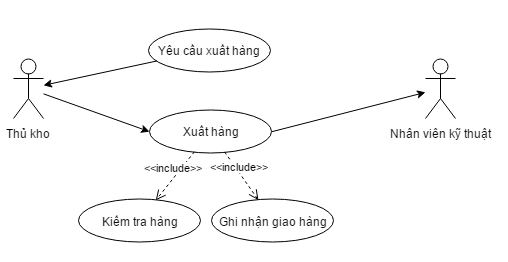 Yêu cầu xuất hàng
Thủ kho
Xuất hàng
Nhân viên kỹ thuật
<<include>>
<<include>>
Kiểm tra hàng
Ghi nhận giao hàng